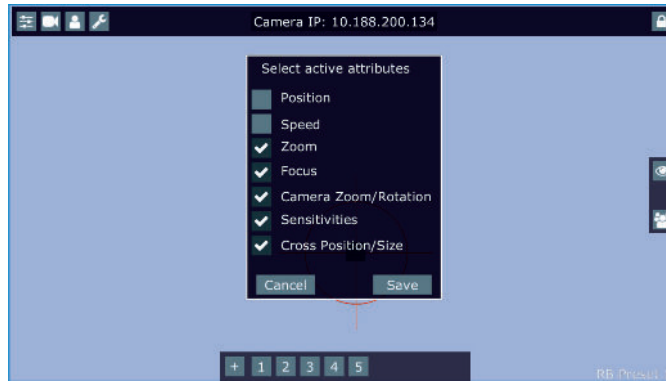 Camera IP: 10.188.200.134
Select active attributes
Position
Speed
Zoom
Focus
Camera Zoom/Rotation
Sensitivities
Cross Position/Size
Cancel Save
+ 1 2 3 4 5
RB